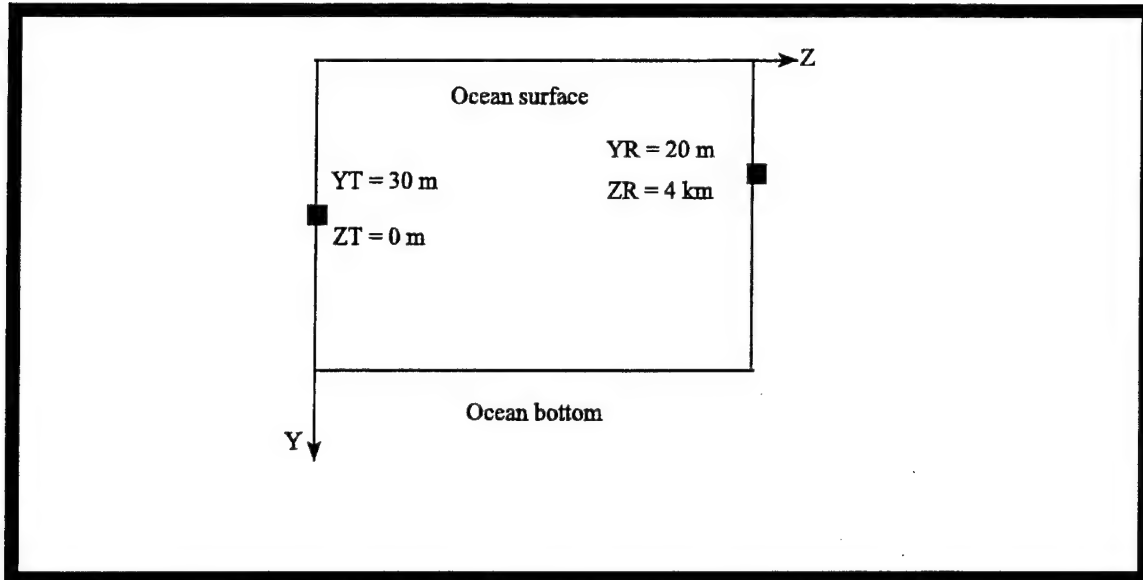 Z
Ocean surface
YR = 20 m
ZR = 4 km
YT = 30 m
ZT = 0 m
Ocean bottom
Y